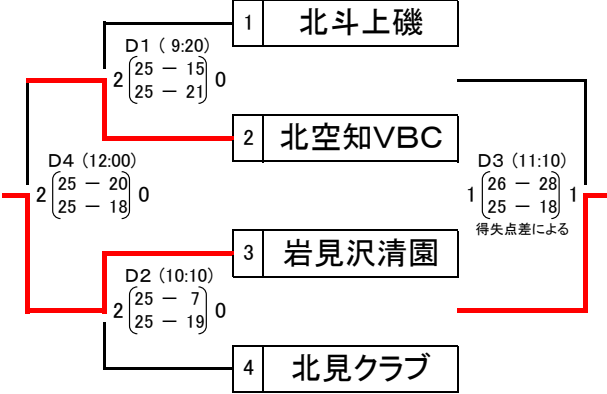 1 北斗上磯
D1 ( 9:20)
2 25 － 15 0
25 － 21
2 北空知VBC
D4 (12:00)
2 25 － 20 0
25 － 18
D3 (11:10)
1 26 － 28 1
25 － 18
得失点差による
3 岩見沢清園
D2 (10:10)
2 25 － 7 0
25 － 19
4 北見クラブ